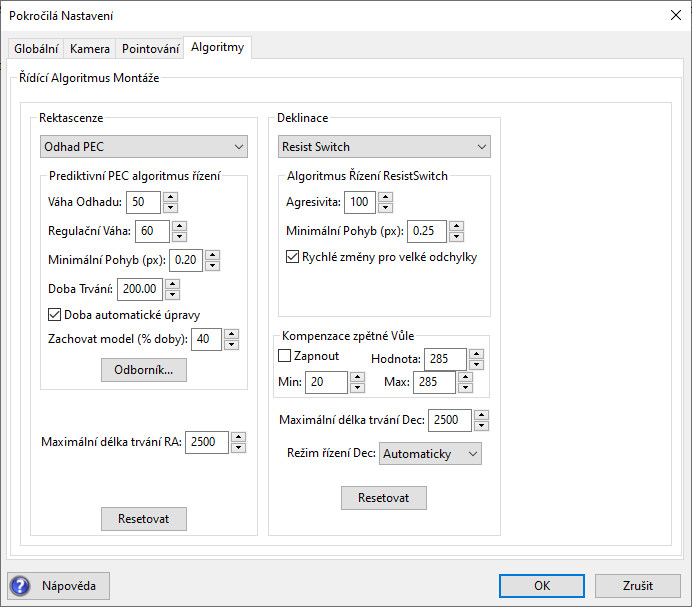 Pokročilá Nastavení
Globální Kamera Pointování Algoritmy
Řídící Algoritmus Montáže
Rektascenze
Odhad PEC
Prediktivní PEC algoritmus řízení
Váha Odhadu: 50
Regulační Váha: 60
Minimální Pohyb (px): 0.20
Doba Trvání: 200.00
Doba automatické úpravy
Zachovat model (% doby): 40
Odborník...
Maximální délka trvání RA: 2500
Resetovat
Deklinace
Resist Switch
Algoritmus Řízení ResistSwitch
Agresivita: 100
Minimální Pohyb (px): 0.25
Rychlé změny pro velké odchylky
Kompenzace zpětné Vůle
Zapnout Hodnota: 285
Min: 20 Max: 285
Maximální délka trvání Dec: 2500
Režim řízení Dec: Automaticky
Resetovat
? Nápověda OK Zrušit